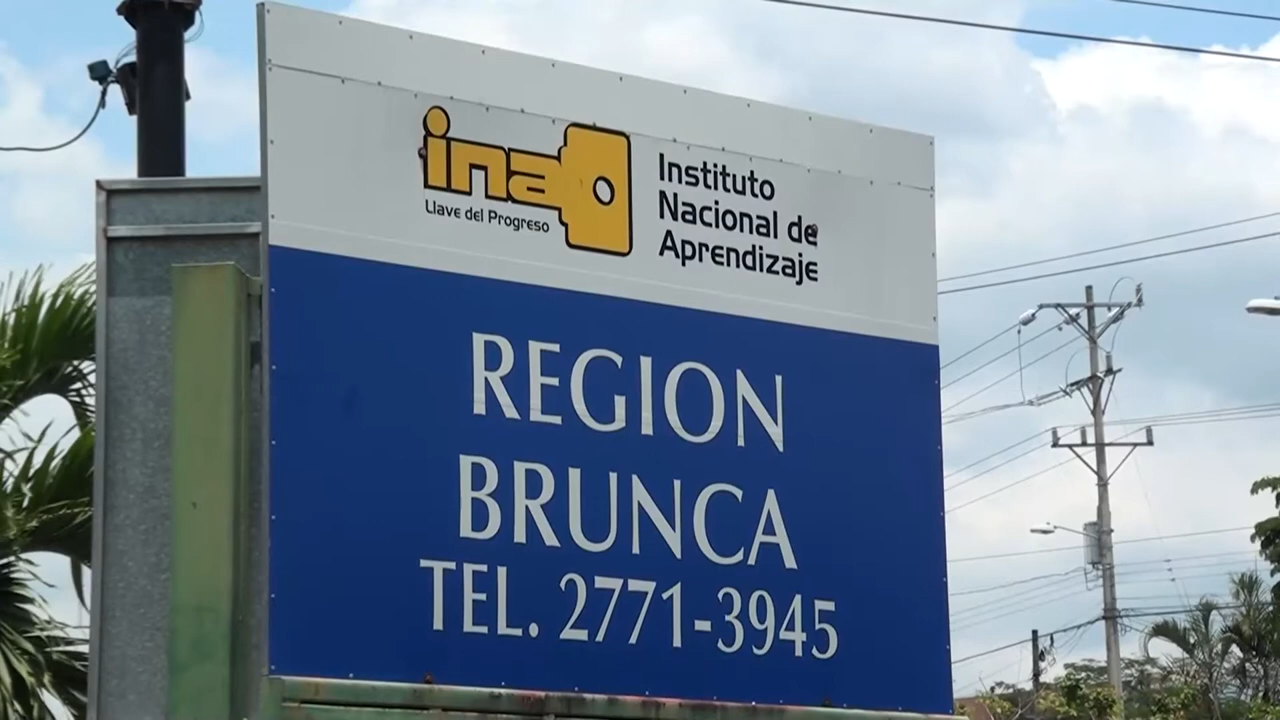 ina
Llave del Progreso
Instituto
Nacional de
Aprendizaje
REGION
BRUNCA
TEL. 2771-3945